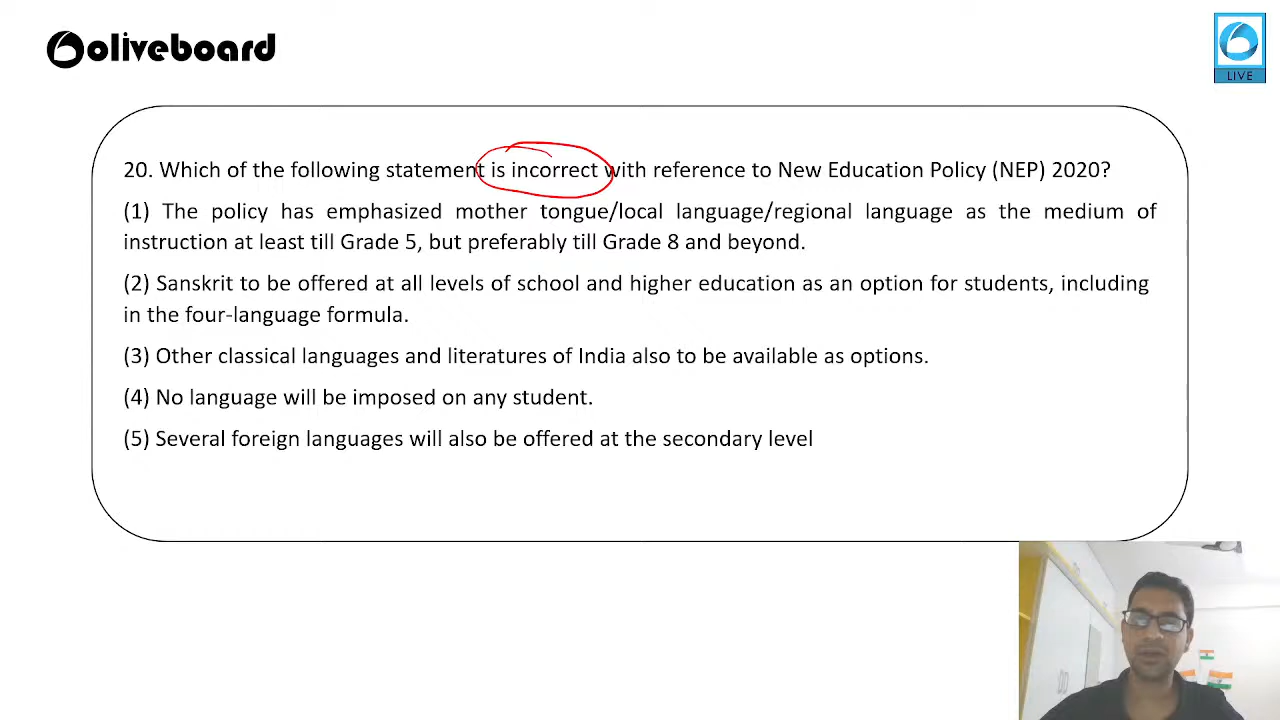 oliveboard
LIVE
20. Which of the following statement is incorrect with reference to New Education Policy (NEP) 2020?
(1) The policy has emphasized mother tongue/local language/regional language as the medium of
instruction at least till Grade 5, but preferably till Grade 8 and beyond.
(2) Sanskrit to be offered at all levels of school and higher education as an option for students, including
in the four-language formula.
(3) Other classical languages and literatures of India also to be available as options.
(4) No language will be imposed on any student.
(5) Several foreign languages will also be offered at the secondary level